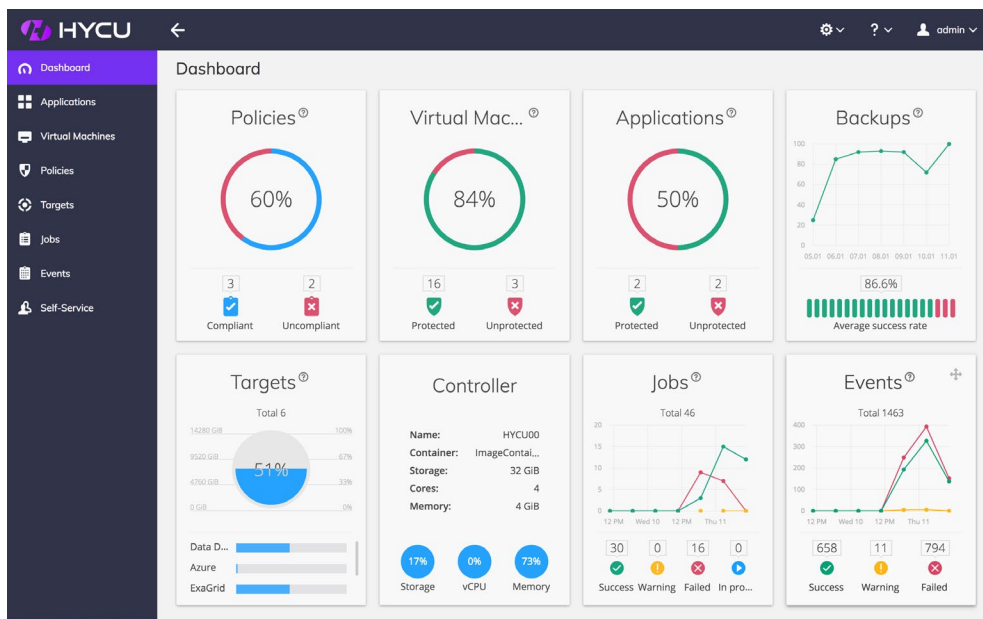 HYCU
? admin
Dashboard
Applications
Virtual Machines
Policies
Targets
Jobs
Events
Self-Service
Dashboard
Policies ?
60%
3 2
Compliant Uncompliant
Virtual Mac... ?
84%
16 3
Protected Unprotected
Applications ?
50%
2 2
Protected Unprotected
Backups ?
100
80
60
40
20
0
05.01 06.01 07.01 08.01 09.01 10.01 11.01
86.6%
Average success rate
Targets ?
Total 6
14280 GiB 100%
9520 GiB 67%
51%
4760 GiB 33%
0 GiB 0%
Data D...
Azure
ExaGrid
Controller
Name: HYCU00
Container: ImageContai...
Storage: 32 GiB
Cores: 4
Memory: 4 GiB
17% 0% 73%
Storage vCPU Memory
Jobs ?
Total 46
20
15
10
5
0
12 PM Wed 10 12 PM Thu 11
30 0 16 0
Success Warning Failed In pro...
Events ?
Total 1463
400
300
200
100
0
12 PM Wed 10 12 PM Thu 11
658 11 794
Success Warning Failed